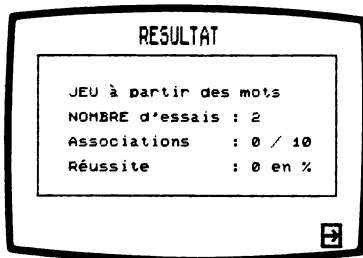 RESULTAT
JEU à partir des mots
NOMBRE d'essais : 2
Associations : 0 / 10
Réussite : 0 en %